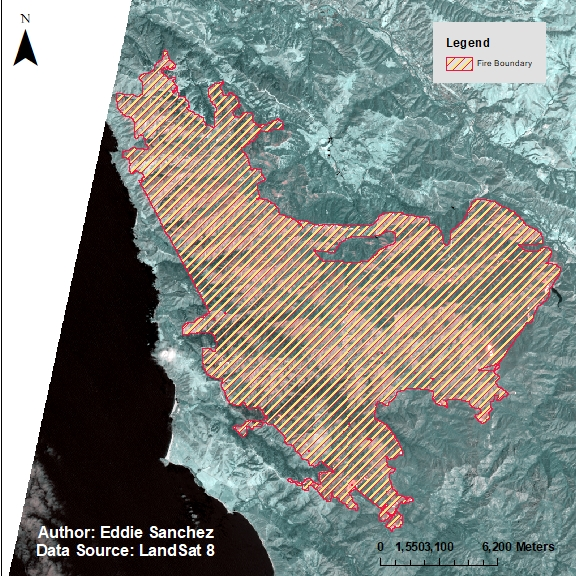 N
Legend
Fire Boundary
Author: Eddie Sanchez
Data Source: LandSat 8
0 1,5503,100 6,200 Meters